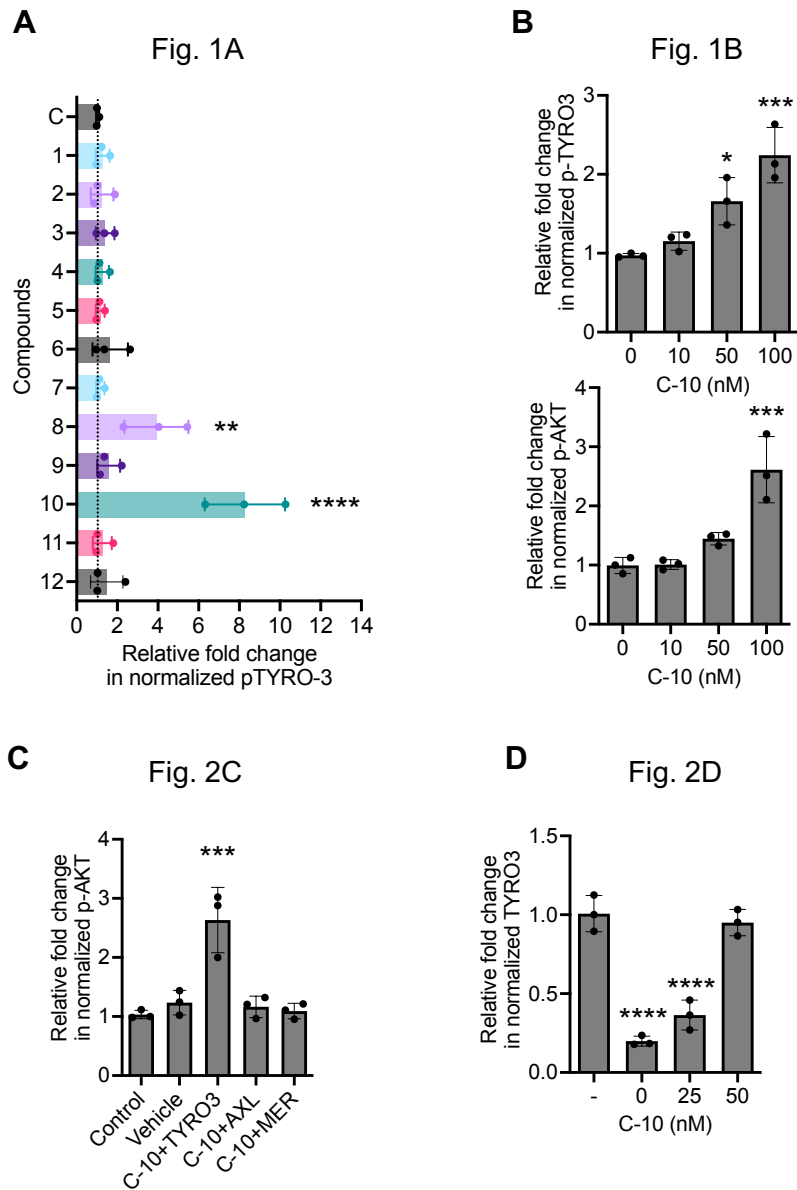 A
Fig. 1A
Compounds
C
1
2
3
4
5
6
7
8
**
9
10
****
11
12
0 2 4 6 8 10 12 14
Relative fold change
in normalized pTYRO-3
B
Fig. 1B
Relative fold change
in normalized p-TYRO3
3
2
1
0
*
***
0 10 50 100
C-10 (nM)
Relative fold change
in normalized p-AKT
4
3
2
1
0
***
0 10 50 100
C-10 (nM)
C
Fig. 2C
Relative fold change
in normalized p-AKT
4
3
2
1
0
***
Control
Vehicle
C-10+TYRO3
C-10+AXL
C-10+MER
D
Fig. 2D
Relative fold change
in normalized TYRO3
1.5
1.0
0.5
0.0
****
****
- 0 25 50
C-10 (nM)